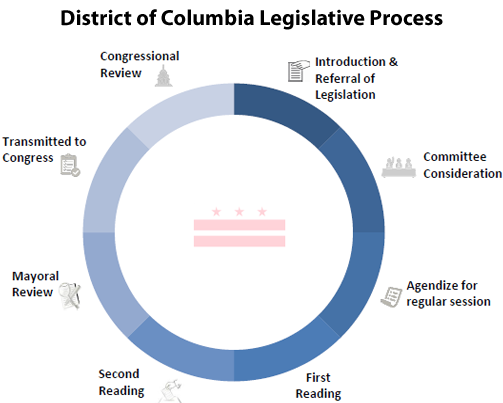 District of Columbia Legislative Process
Introduction &
Referral of
Legislation
Committee
Consideration
Agendize for
regular session
First
Reading
Second
Reading
Mayoral
Review
Transmitted to
Congress
Congressional
Review